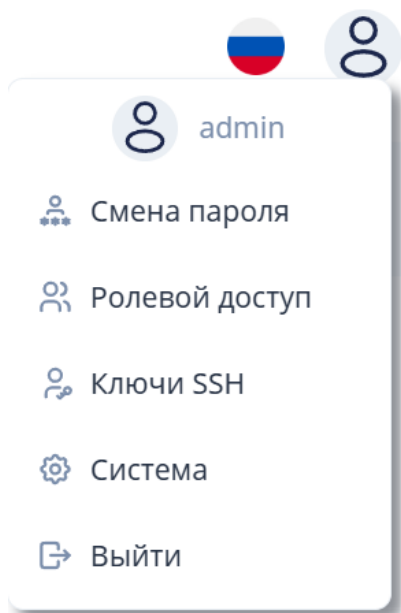 admin
Смена пароля
Ролевой доступ
Ключи SSH
Система
Выйти